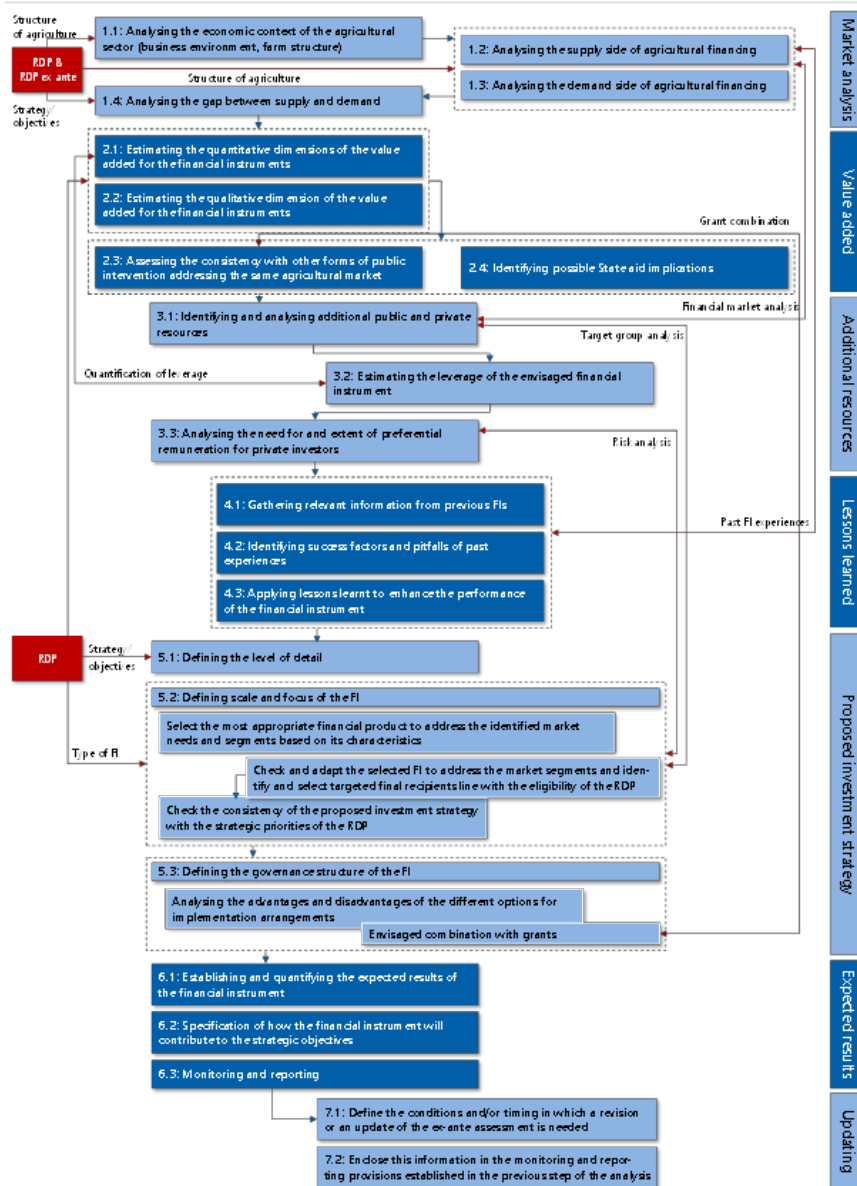 Structure
of agriculture
1.1: Analysing the economic context of the agricultural
sector (business environment, farm structure)
RDP &
RDP ex ante
1.2: Analysing the supply side of agricultural financing
Structure of agriculture
1.3: Analysing the demand side of agricultural financing
1.4: Analysing the gap between supply and demand
Strategy/
objectives
Market analysis
2.1: Estimating the quantitative dimensions of the value
added for the financial instruments
2.2: Estimating the qualitative dimension of the value
added for the financial instruments
Grant combination
2.3: Assessing the consistency with other forms of public
intervention addressing the same agricultural market
2.4: Identifying possible State aid implications
Value added
Financial market analysis
3.1: Identifying and analysing additional public and private
resources
Target group analysis
Quantification of leverage
3.2: Estimating the leverage of the envisaged financial
instrument
3.3: Analysing the need for and extent of preferential
remuneration for private investors
Risk analysis
Additional resources
4.1: Gathering relevant information from previous FIs
Past FI experiences
4.2: Identifying success factors and pitfalls of past
experiences
4.3: Applying lessons learnt to enhance the performance
of the financial instrument
Lessons learned
RDP
Strategy/
objectives
5.1: Defining the level of detail
5.2: Defining scale and focus of the FI
Select the most appropriate financial product to address the identified market
needs and segments based on its characteristics
Type of FI
Check and adapt the selected FI to address the market segments and iden-
tify and select targeted final recipients line with the eligibility of the RDP
Check the consistency of the proposed investment strategy
with the strategic priorities of the RDP
5.3: Defining the governance structure of the FI
Analysing the advantages and disadvantages of the different options for
implementation arrangements
Envisaged combination with grants
Proposed investment strategy
6.1: Establishing and quantifying the expected results of
the financial instrument
6.2: Specification of how the financial instrument will
contribute to the strategic objectives
6.3: Monitoring and reporting
Expected results
7.1: Define the conditions and/or timing in which a revision
or an update of the ex-ante assessment is needed
7.2: Enclose this information in the monitoring and repor-
ting provisions established in the previous step of the analysis
Updating